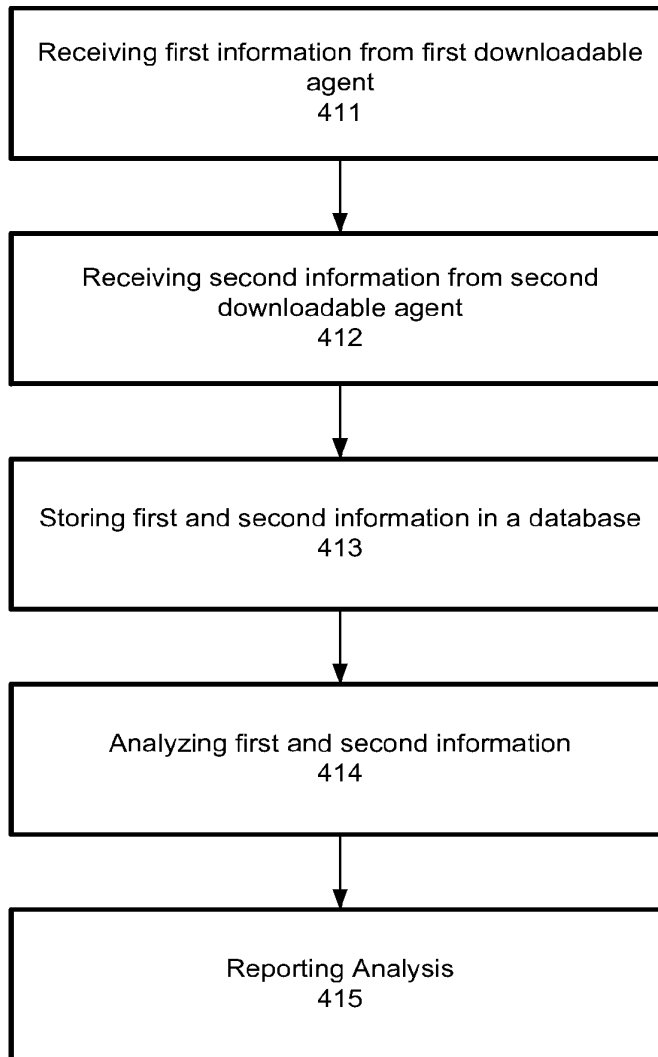 Receiving first information from first downloadable
agent
411
Receiving second information from second
downloadable agent
412
Storing first and second information in a database
413
Analyzing first and second information
414
Reporting Analysis
415